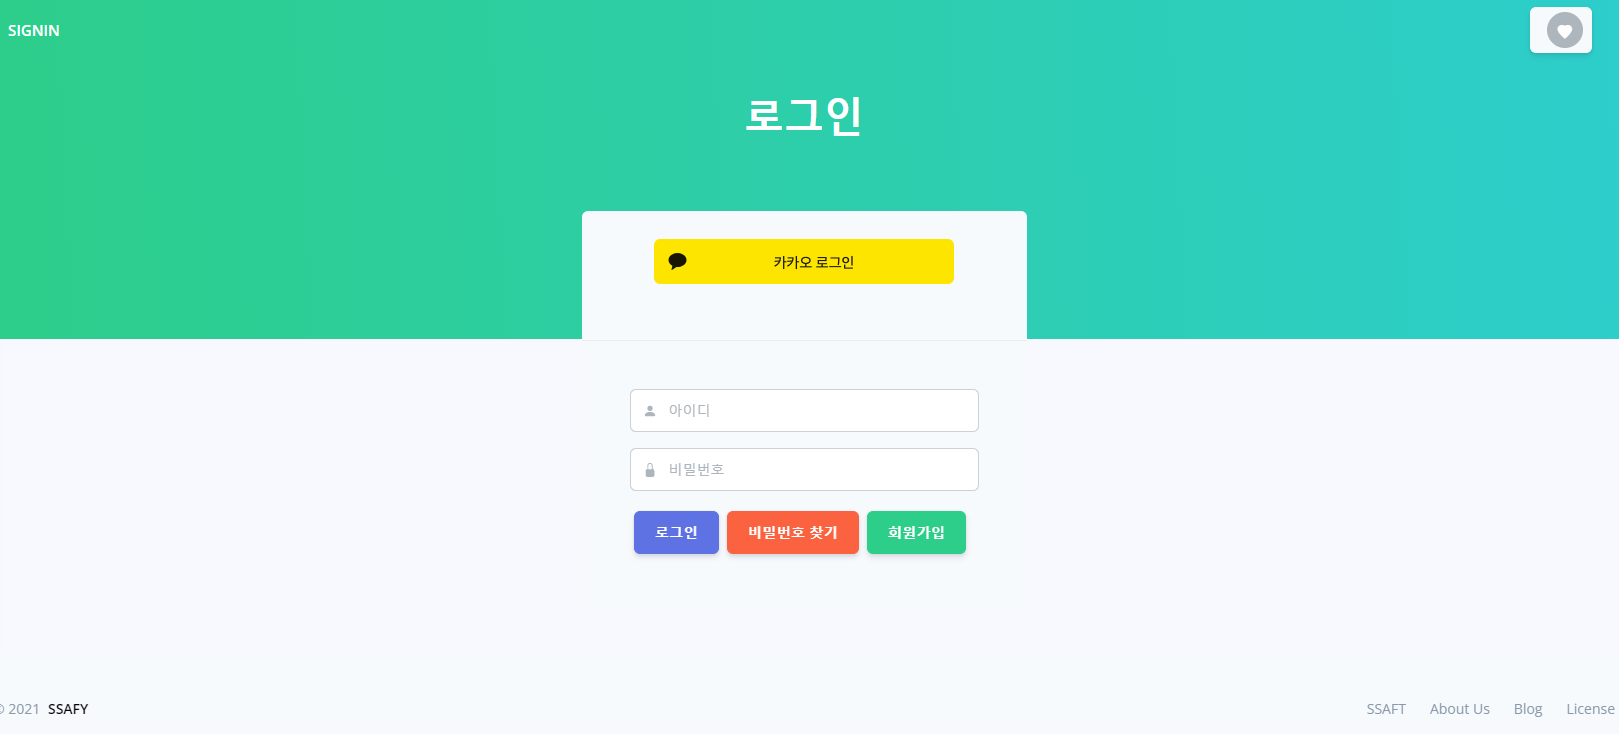 SIGNIN
로그인
카카오 로그인
아이디
비밀번호
로그인 비밀번호 찾기 회원가입
© 2021 SSAFY
SSAFT About Us Blog License